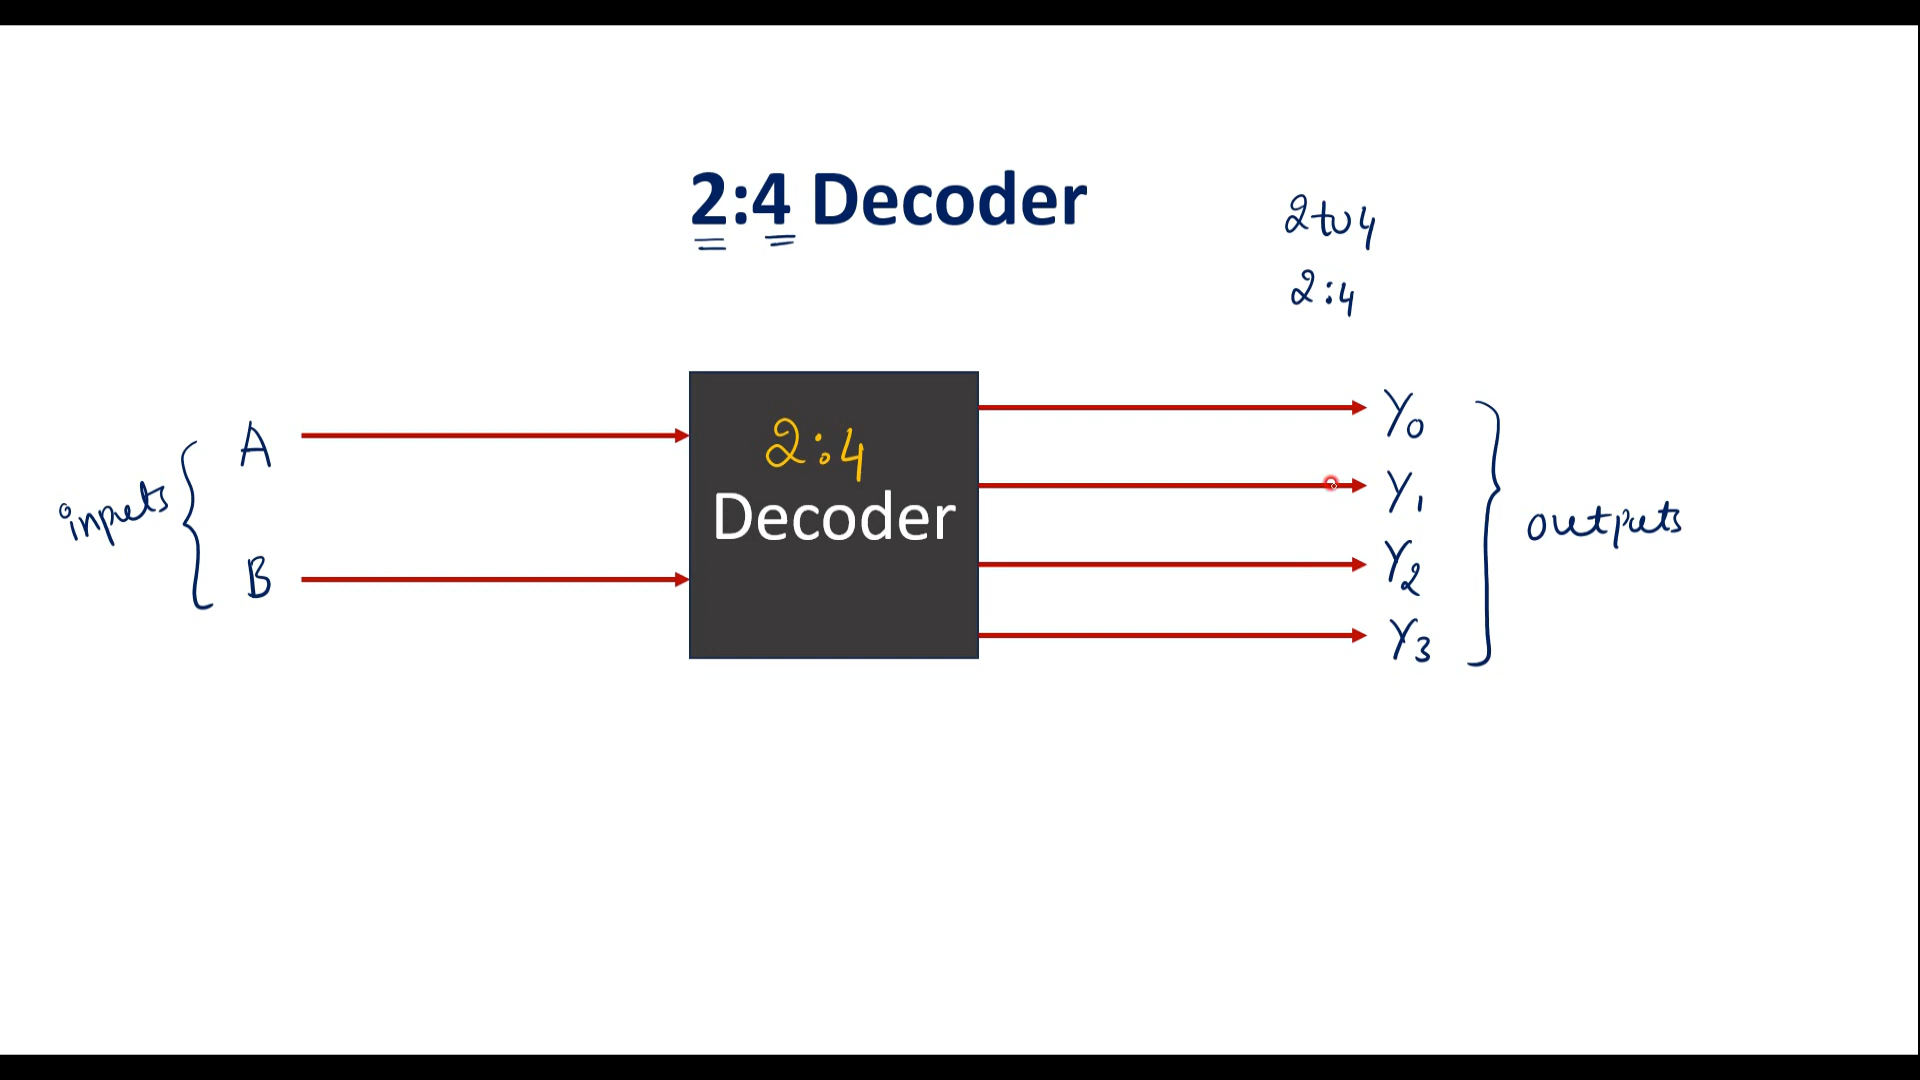 2:4 Decoder
2 to 4
2:4
inputs
A
B
2:4
Decoder
Y0
Y1
Y2
Y3
outputs